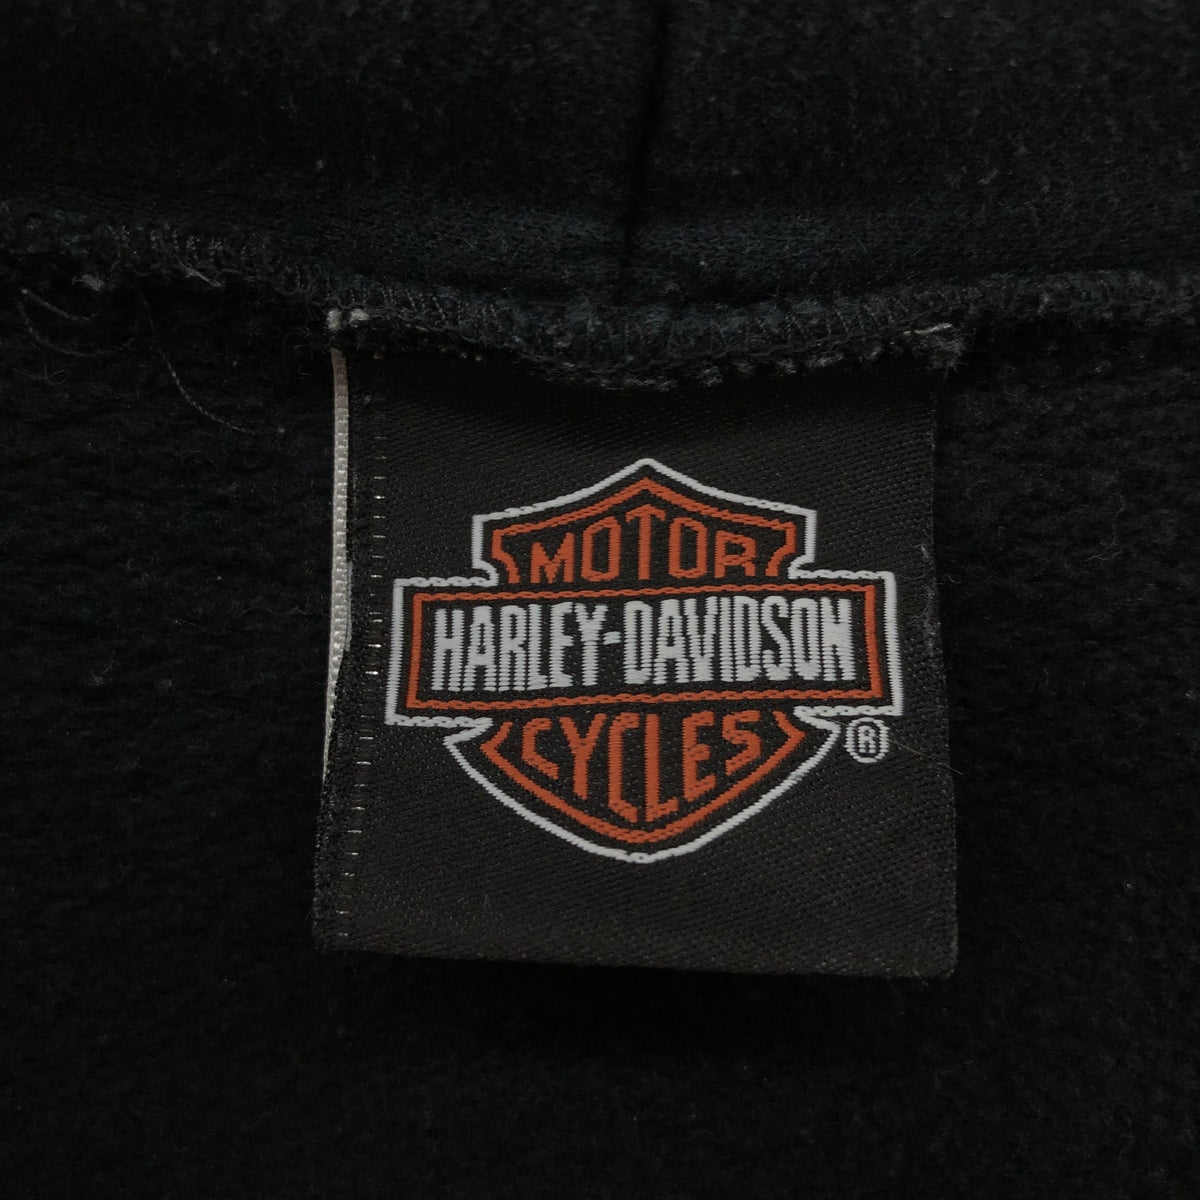 MOTOR
HARLEY-DAVIDSON
CYCLES
®